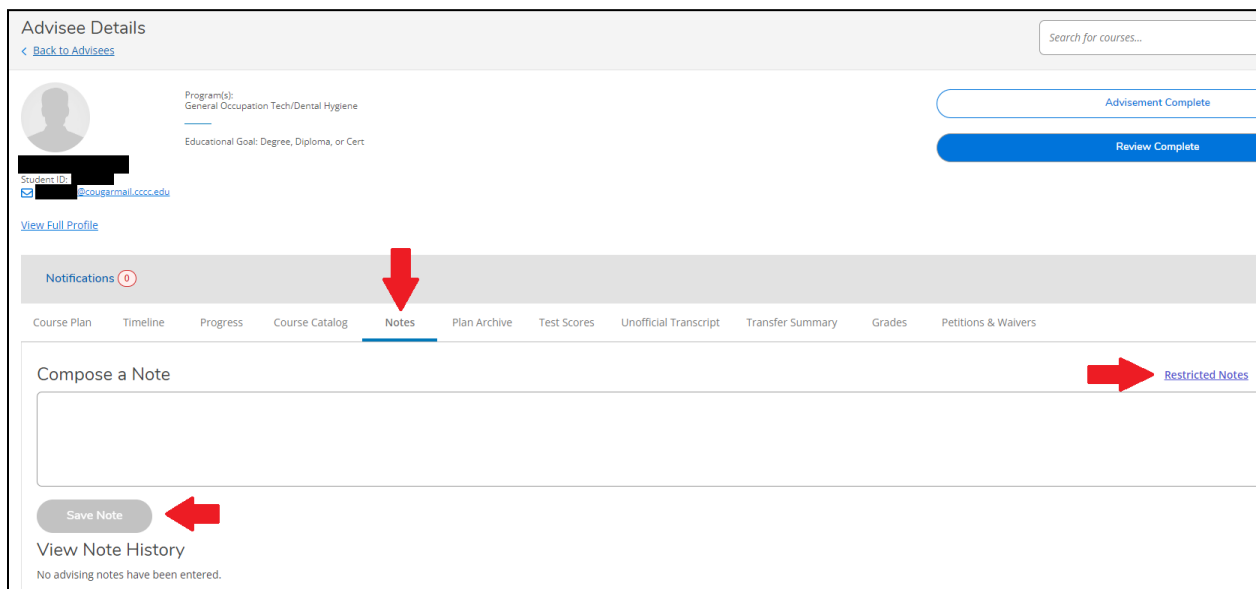 Advisee Details
Search for courses...
< Back to Advisees
Program(s):
General Occupation Tech/Dental Hygiene
Advisement Complete
Educational Goal: Degree, Diploma, or Cert
Review Complete
Student ID:
@cougarmail.cccc.edu
View Full Profile
Notifications 0
Course Plan Timeline Progress Course Catalog Notes Plan Archive Test Scores Unofficial Transcript Transfer Summary Grades Petitions & Waivers
Compose a Note
Restricted Notes
Save Note
View Note History
No advising notes have been entered.